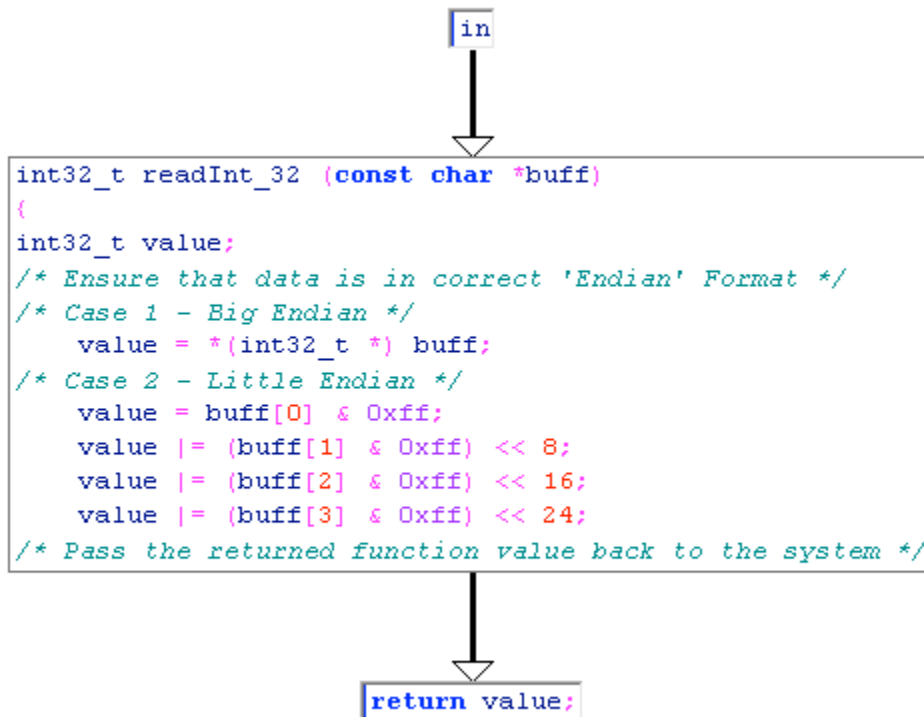 in
int32_t readInt_32 (const char *buff)
{
int32_t value;
/* Ensure that data is in correct 'Endian' Format */
/* Case 1 - Big Endian */
    value = *(int32_t *) buff;
/* Case 2 - Little Endian */
    value = buff[0] & 0xff;
    value |= (buff[1] & 0xff) << 8;
    value |= (buff[2] & 0xff) << 16;
    value |= (buff[3] & 0xff) << 24;
/* Pass the returned function value back to the system */
return value;